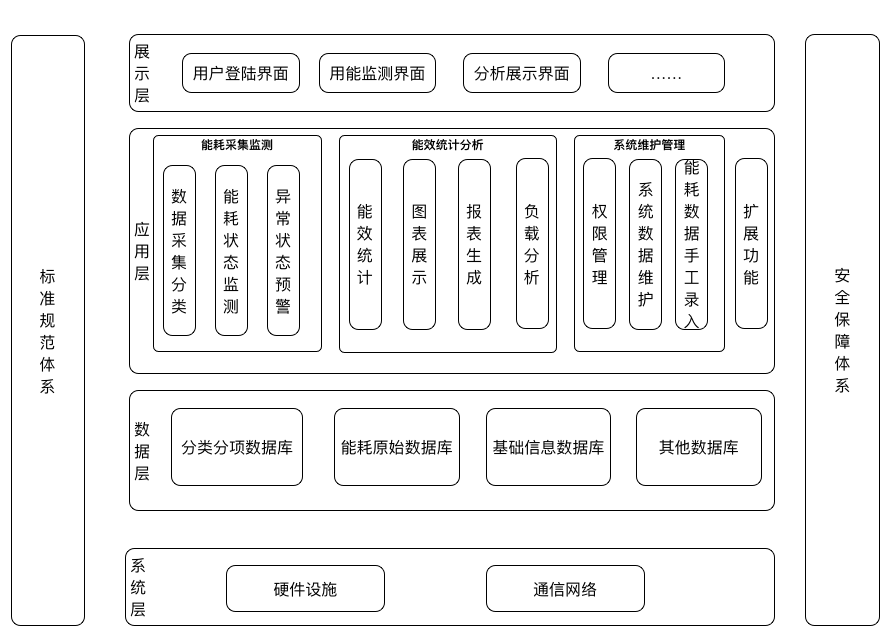 标准规范体系
展示层
用户登陆界面
用能监测界面
分析展示界面
……
应用层
能耗采集监测
数据采集分类
能耗状态监测
异常状态预警
能效统计分析
能效统计
图表展示
报表生成
负载分析
系统维护管理
权限管理
系统数据维护
能耗数据手工录入
扩展功能
数据层
分类分项数据库
能耗原始数据库
基础信息数据库
其他数据库
系统层
硬件设施
通信网络
安全保障体系